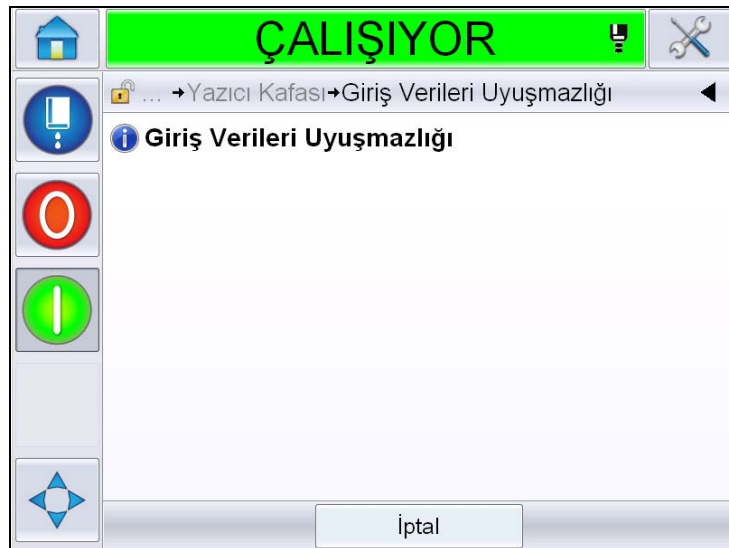 ÇALIŞIYOR
... →Yazıcı Kafası→Giriş Verileri Uyuşmazlığı
Giriş Verileri Uyuşmazlığı
İptal